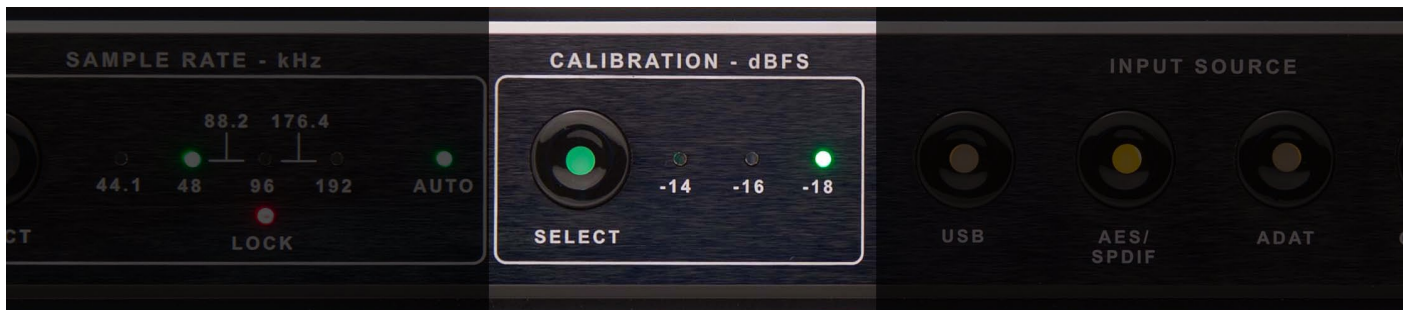 SAMPLE RATE - kHz
88.2 176.4
44.1 48 96 192 AUTO
LOCK
CT
CALIBRATION - dBFS
-14 -16 -18
SELECT
INPUT SOURCE
USB
AES/
SPDIF
ADAT